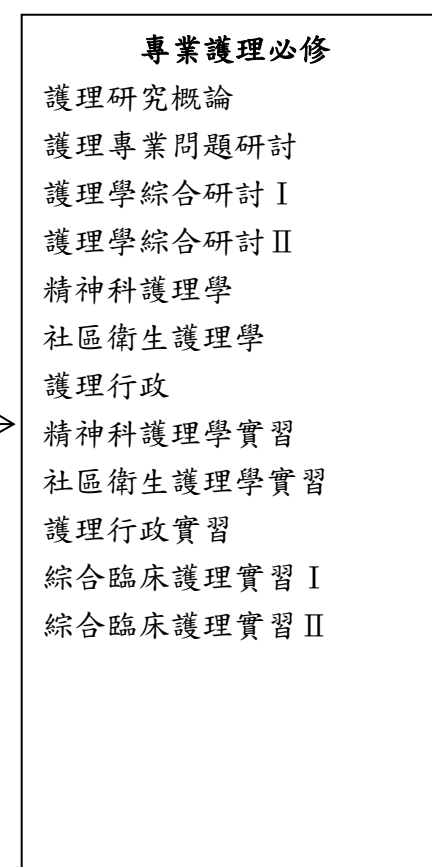 專業護理必修
護理研究概論
護理專業問題研討
護理學綜合研討Ⅰ
護理學綜合研討Ⅱ
精神科護理學
社區衛生護理學
護理行政
精神科護理學實習
社區衛生護理學實習
護理行政實習
綜合臨床護理實習Ⅰ
綜合臨床護理實習Ⅱ